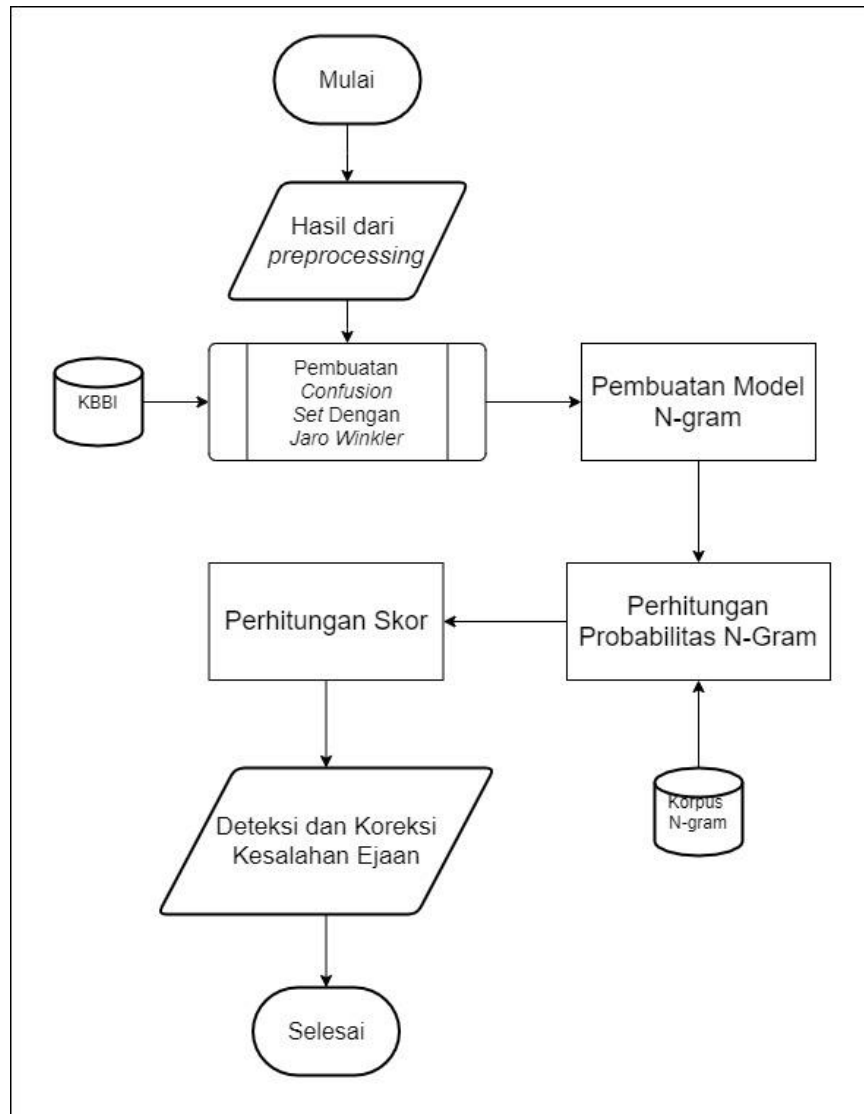 Mulai
Hasil dari
preprocessing
KBBI
Pembuatan
Confusion
Set Dengan
Jaro Winkler
Pembuatan Model
N-gram
Perhitungan Skor
Perhitungan
Probabilitas N-Gram
Korpus
N-gram
Deteksi dan Koreksi
Kesalahan Ejaan
Selesai